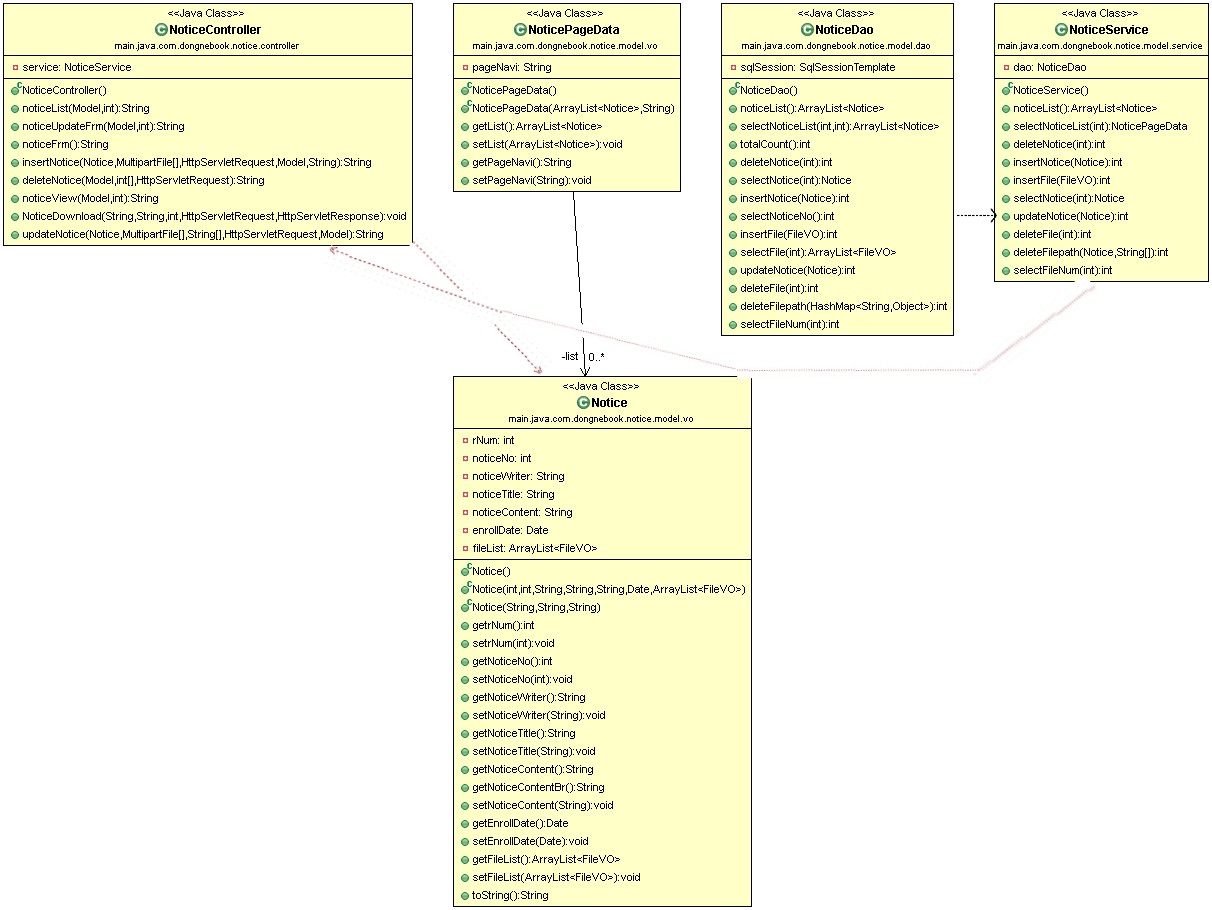 <<Java Class>>
NoticeController
main.java.com.dongnebook.notice.controller
service: NoticeService
NoticeController()
noticeList(Model,int):String
noticeUpdateFrm(Model,int):String
noticeFrm():String
insertNotice(Notice,MultipartFile[],HttpServletRequest,Model,String):String
deleteNotice(Model,int[],HttpServletRequest):String
noticeView(Model,int):String
NoticeDownload(String,String,int,HttpServletRequest,HttpServletResponse):void
updateNotice(Notice,MultipartFile[],String[],HttpServletRequest,Model):String
<<Java Class>>
NoticePageData
main.java.com.dongnebook.notice.model.vo
pageNavi: String
NoticePageData()
NoticePageData(ArrayList<Notice>,String)
getList():ArrayList<Notice>
setList(ArrayList<Notice>):void
getPageNavi():String
setPageNavi(String):void
<<Java Class>>
NoticeDao
main.java.com.dongnebook.notice.model.dao
sqlSession: SqlSessionTemplate
NoticeDao()
noticeList():ArrayList<Notice>
selectNoticeList(int,int):ArrayList<Notice>
totalCount():int
deleteNotice(int):int
selectNotice(int):Notice
insertNotice(Notice):int
selectNoticeNo():int
insertFile(FileVO):int
selectFile(int):ArrayList<FileVO>
updateNotice(Notice):int
deleteFile(int):int
deleteFilepath(HashMap<String,Object>):int
selectFileNum(int):int
<<Java Class>>
NoticeService
main.java.com.dongnebook.notice.model.service
dao: NoticeDao
NoticeService()
noticeList():ArrayList<Notice>
selectNoticeList(int):NoticePageData
deleteNotice(int):int
insertNotice(Notice):int
insertFile(FileVO):int
selectNotice(int):Notice
updateNotice(Notice):int
deleteFile(int):int
deleteFilepath(Notice,String[]):int
selectFileNum(int):int
-list 0..*
<<Java Class>>
Notice
main.java.com.dongnebook.notice.model.vo
rNum: int
noticeNo: int
noticeWriter: String
noticeTitle: String
noticeContent: String
enrollDate: Date
fileList: ArrayList<FileVO>
Notice()
Notice(int,int,String,String,String,Date,ArrayList<FileVO>)
Notice(String,String,String)
getrNum():int
setrNum(int):void
getNoticeNo():int
setNoticeNo(int):void
getNoticeWriter():String
setNoticeWriter(String):void
getNoticeTitle():String
setNoticeTitle(String):void
getNoticeContent():String
getNoticeContentBr():String
setNoticeContent(String):void
getEnrollDate():Date
setEnrollDate(Date):void
getFileList():ArrayList<FileVO>
setFileList(ArrayList<FileVO>):void
toString():String